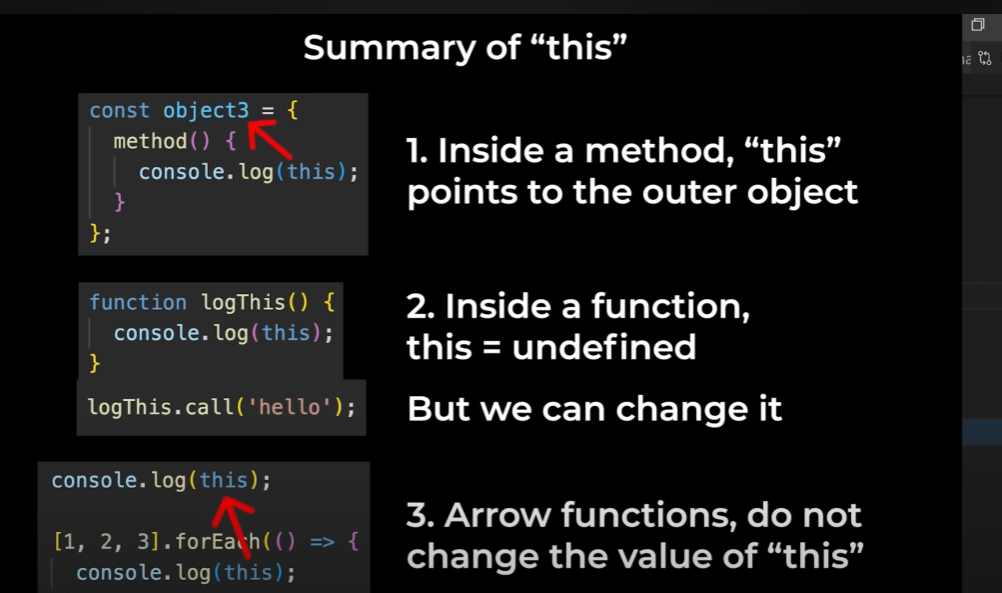 Summary of “this”
const object3 = {
method() {
console.log(this);
}
};
1. Inside a method, “this”
points to the outer object
function logThis() {
console.log(this);
}
logThis.call('hello');
2. Inside a function,
this = undefined
But we can change it
console.log(this);
[1, 2, 3].forEach(() => {
console.log(this);
3. Arrow functions, do not
change the value of “this”